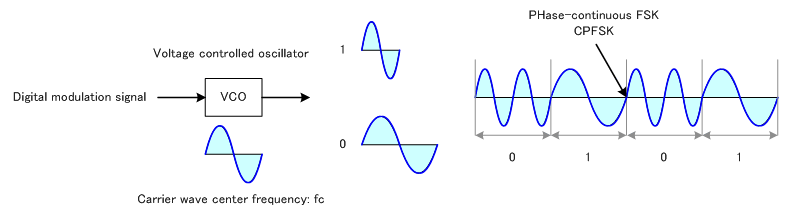 PHase-continuous FSK
CPFSK
Voltage controlled oscillator
1
Digital modulation signal
VCO
0
0 1 0 1
Carrier wave center frequency: fc